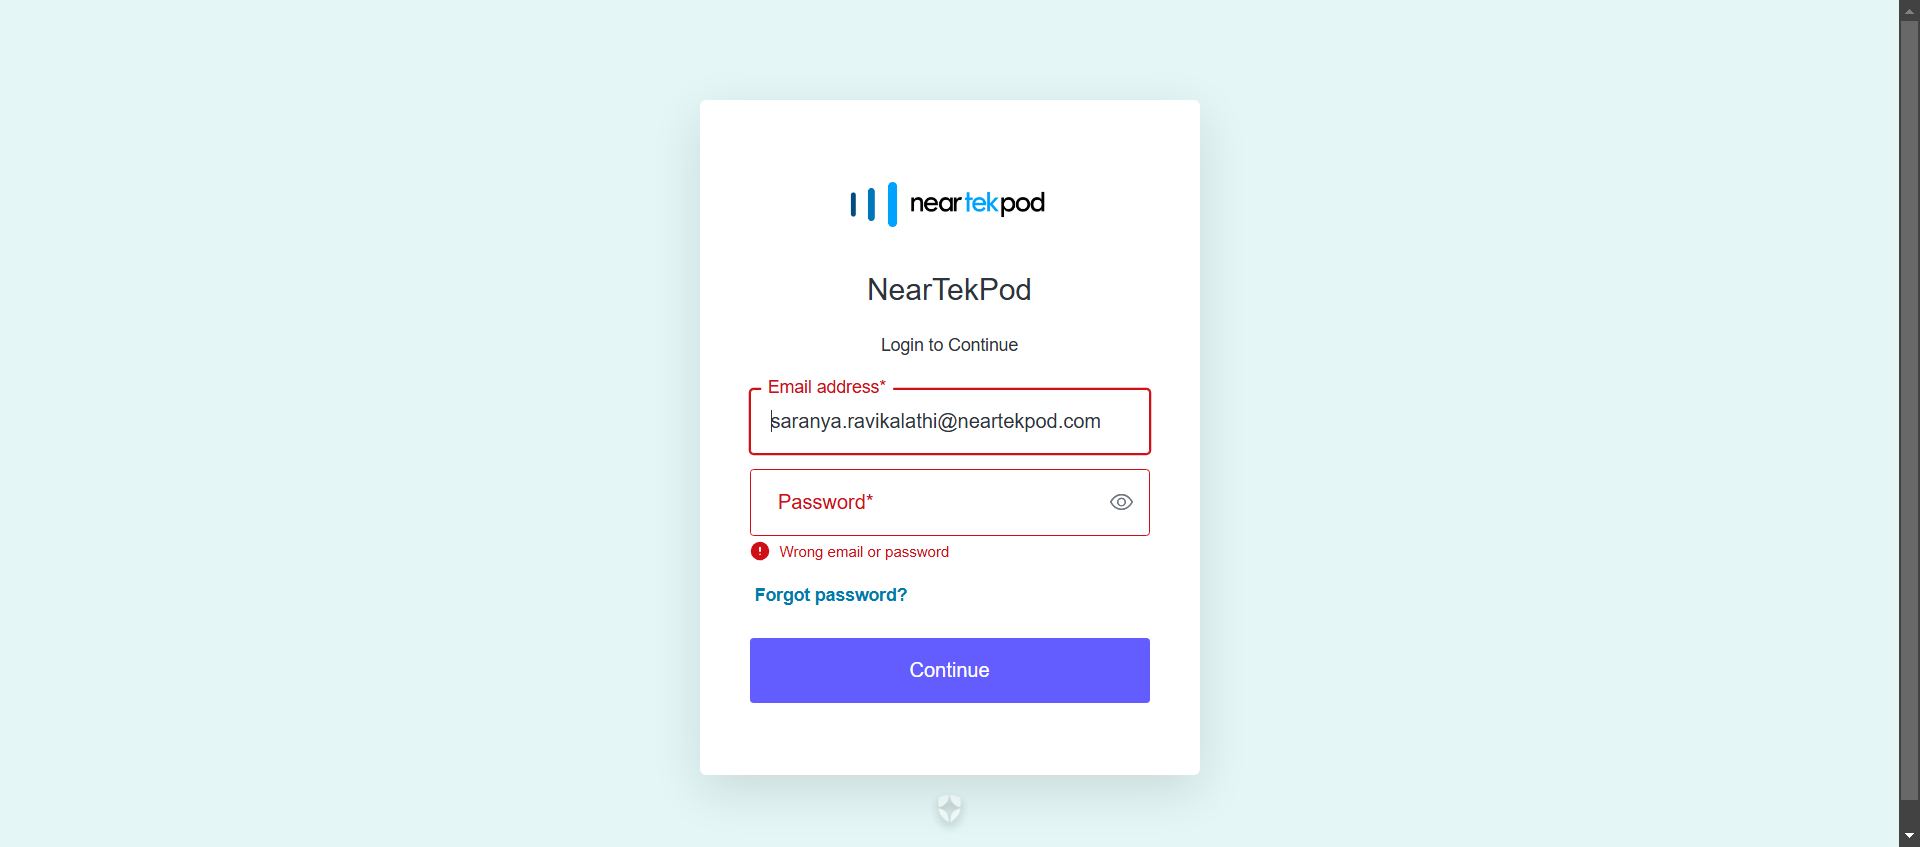 neartekpod
NearTekPod
Login to Continue
Email address*
saranya.ravikalathi@neartekpod.com
Password*
Wrong email or password
Forgot password?
Continue